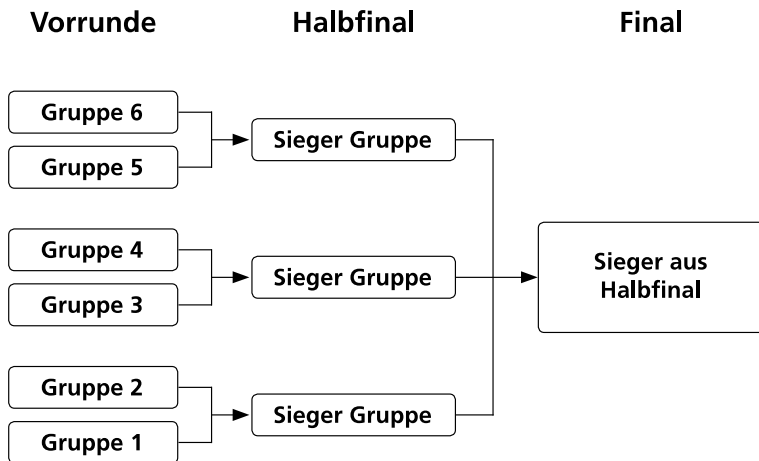 Vorrunde
Halbfinal
Final
Gruppe 6
Gruppe 5
Sieger Gruppe
Gruppe 4
Gruppe 3
Sieger Gruppe
Gruppe 2
Gruppe 1
Sieger Gruppe
Sieger aus
Halbfinal